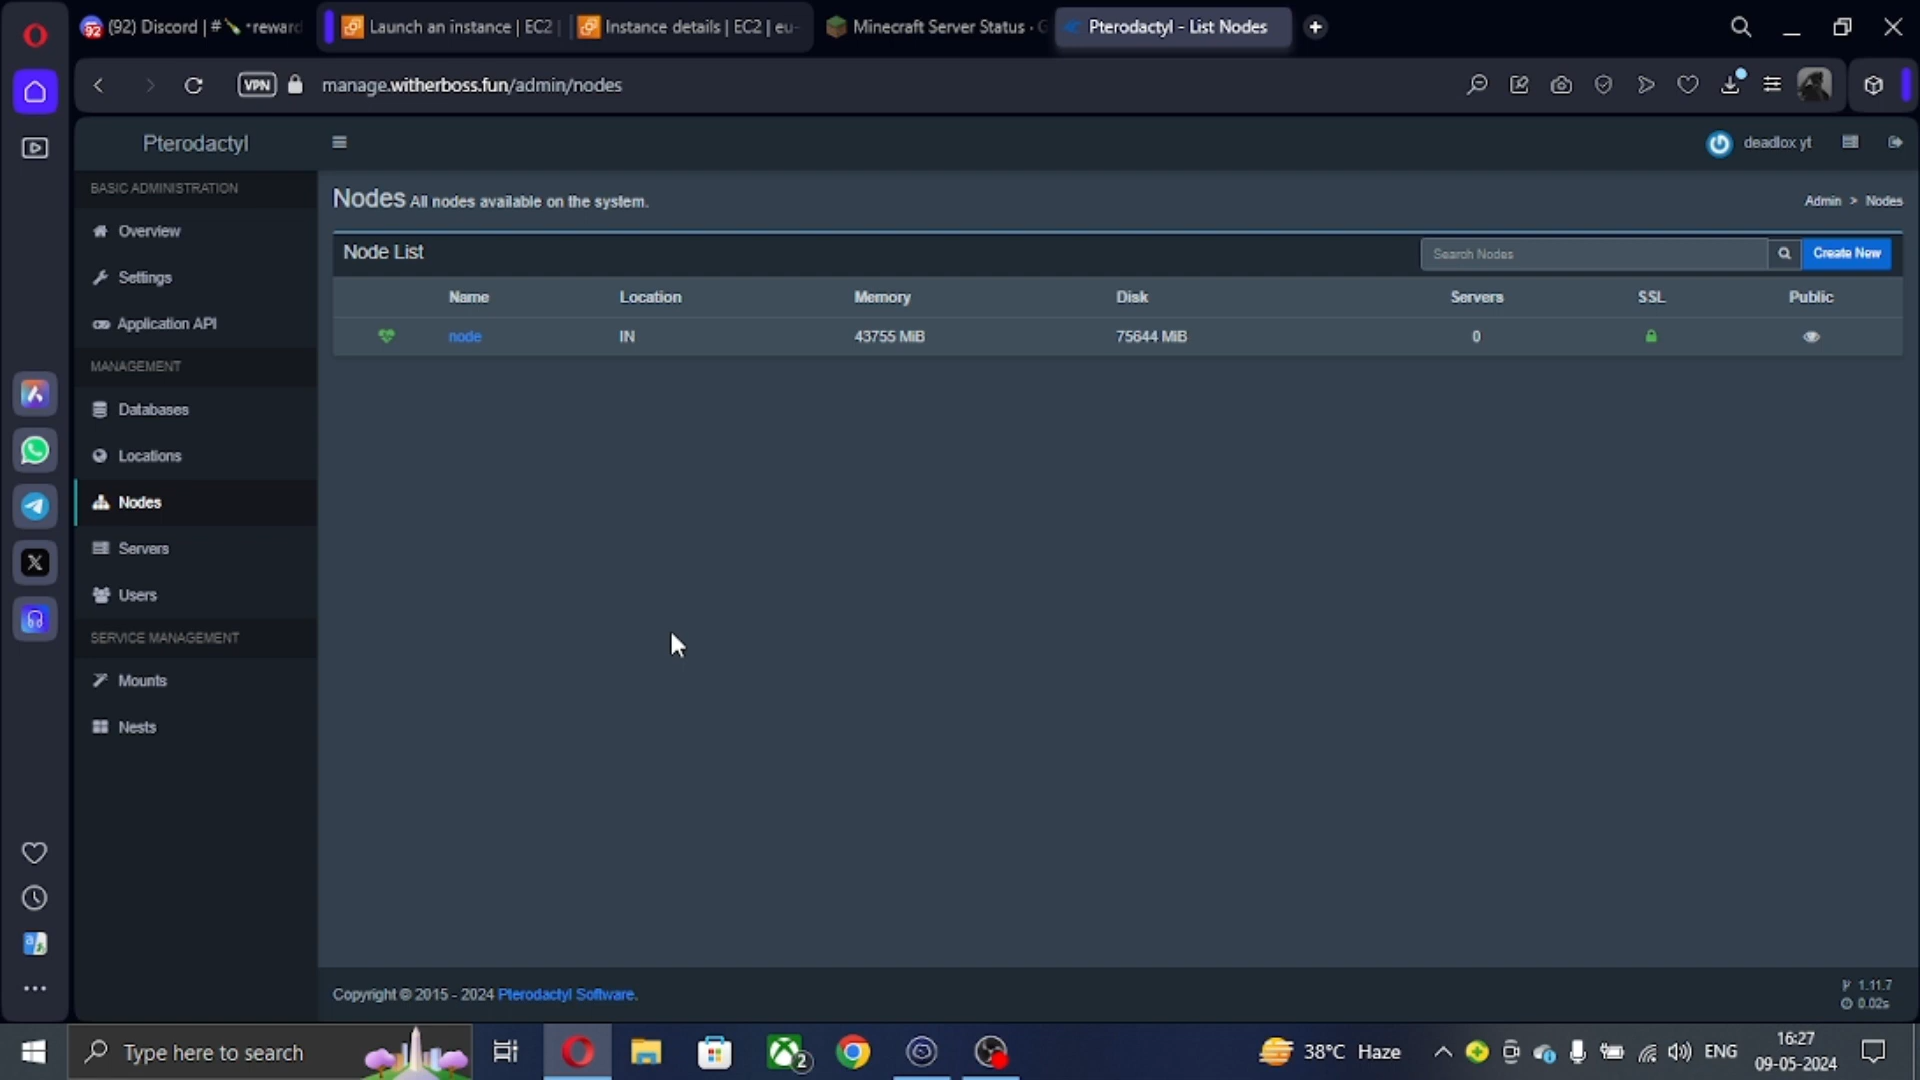 (92) Discord | # *reward
Launch an instance | EC2 |
Instance details | EC2 | eu-
Minecraft Server Status · G
Pterodactyl - List Nodes
VPN
manage.witherboss.fun/admin/nodes
Pterodactyl
deadlox yt
BASIC ADMINISTRATION
Overview
Settings
Application API
MANAGEMENT
Databases
Locations
Nodes
Servers
Users
SERVICE MANAGEMENT
Mounts
Nests
Nodes All nodes available on the system.
Admin > Nodes
Node List
Search Nodes
Create New
Name Location Memory Disk Servers SSL Public
node IN 43755 MiB 75644 MiB 0
Copyright © 2015 - 2024 Pterodactyl Software.
1.11.7
0.02s
Type here to search
2
38°C Haze
ENG
16:27
09-05-2024